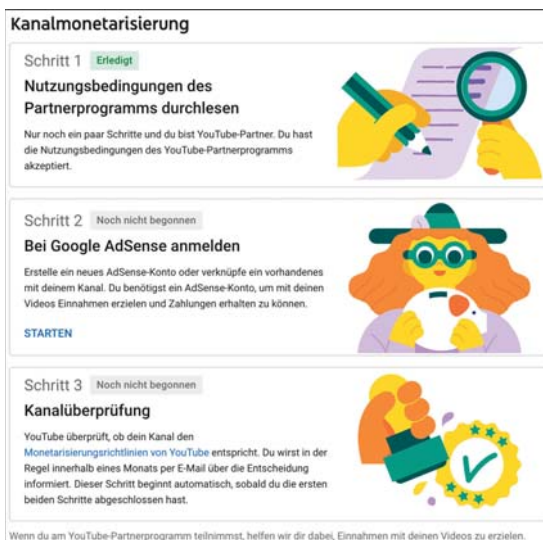 Kanalmonetarisierung
Schritt 1 Erledigt
Nutzungsbedingungen des
Partnerprogramms durchlesen
Nur noch ein paar Schritte und du bist YouTube-Partner. Du hast
die Nutzungsbedingungen des YouTube-Partnerprogramms
akzeptiert.
Schritt 2 Noch nicht begonnen
Bei Google AdSense anmelden
Erstelle ein neues AdSense-Konto oder verknüpfe ein vorhandenes
mit deinem Kanal. Du benötigst ein AdSense-Konto, um mit deinen
Videos Einnahmen erzielen und Zahlungen erhalten zu können.
STARTEN
Schritt 3 Noch nicht begonnen
Kanalüberprüfung
YouTube überprüft, ob dein Kanal den
Monetarisierungsrichtlinien von YouTube entspricht. Du wirst in der
Regel innerhalb eines Monats per E-Mail über die Entscheidung
informiert. Dieser Schritt beginnt automatisch, sobald du die ersten
beiden Schritte abgeschlossen hast.
Wenn du am YouTube-Partnerprogramm teilnimmst, helfen wir dir dabei, Einnahmen mit deinen Videos zu erzielen.